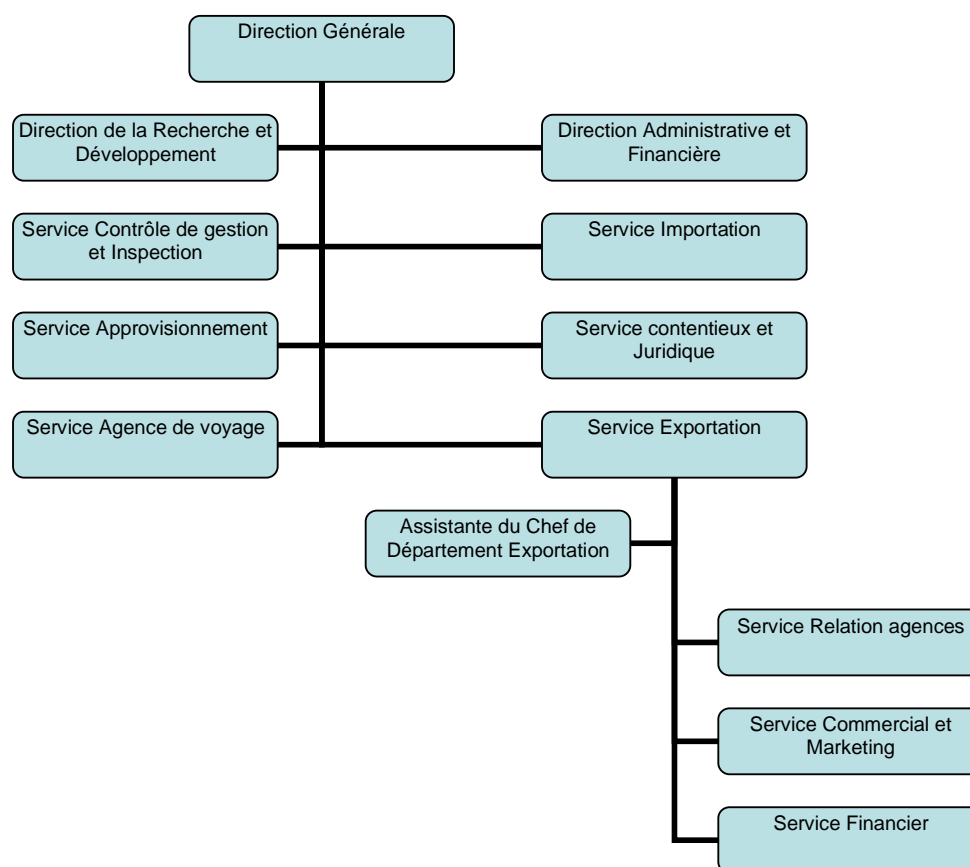 Direction Générale
Direction de la Recherche et
Développement
Direction Administrative et
Financière
Service Contrôle de gestion
et Inspection
Service Importation
Service Approvisionnement
Service contentieux et
Juridique
Service Agence de voyage
Service Exportation
Assistante du Chef de
Département Exportation
Service Relation agences
Service Commercial et
Marketing
Service Financier